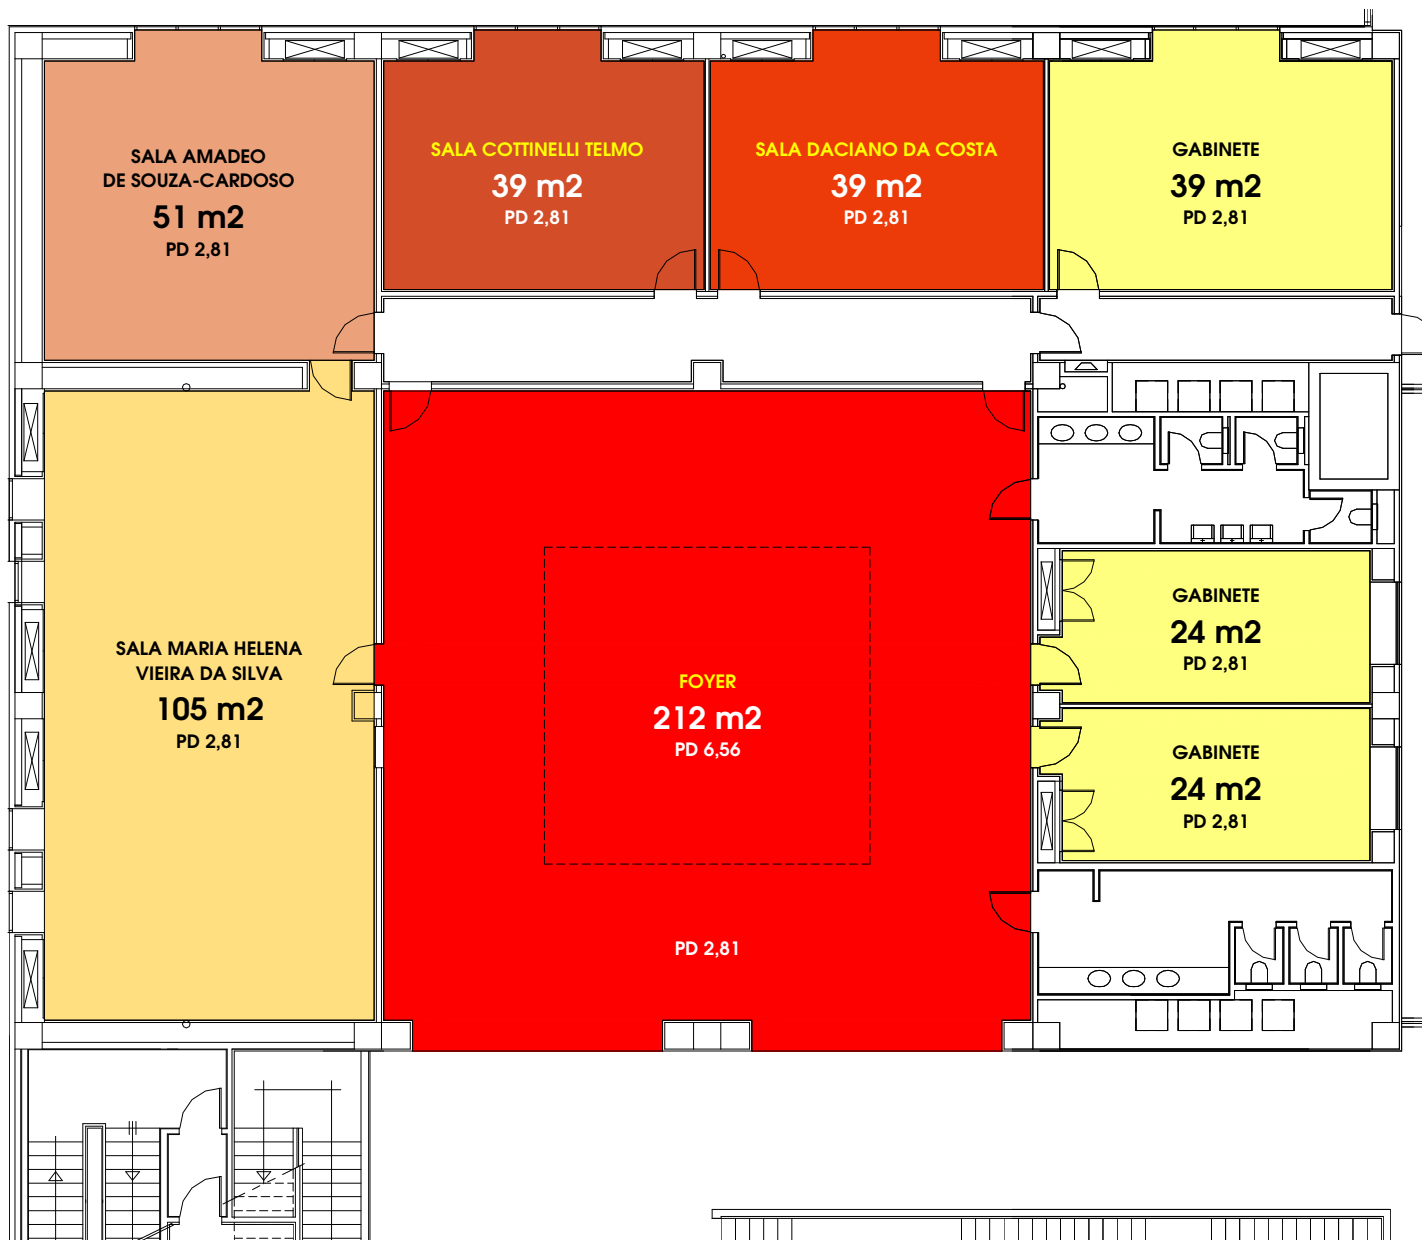 SALA AMADEO
DE SOUZA-CARDOSO
51 m2
PD 2,81
SALA COTTINELLI TELMO
39 m2
PD 2,81
SALA DACIANO DA COSTA
39 m2
PD 2,81
GABINETE
39 m2
PD 2,81
SALA MARIA HELENA
VIEIRA DA SILVA
105 m2
PD 2,81
FOYER
212 m2
PD 6,56
PD 2,81
GABINETE
24 m2
PD 2,81
GABINETE
24 m2
PD 2,81